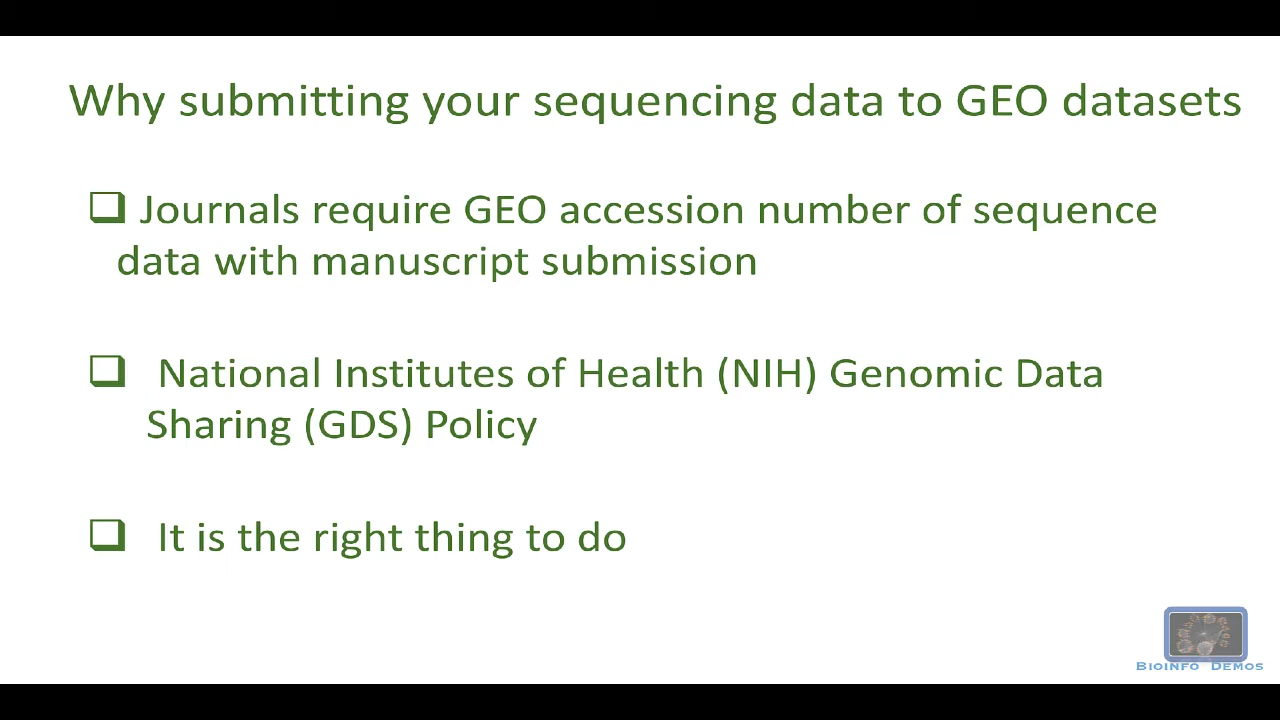 Why submitting your sequencing data to GEO datasets
Journals require GEO accession number of sequence
data with manuscript submission
National Institutes of Health (NIH) Genomic Data
Sharing (GDS) Policy
It is the right thing to do
BIOINFO DEMOS